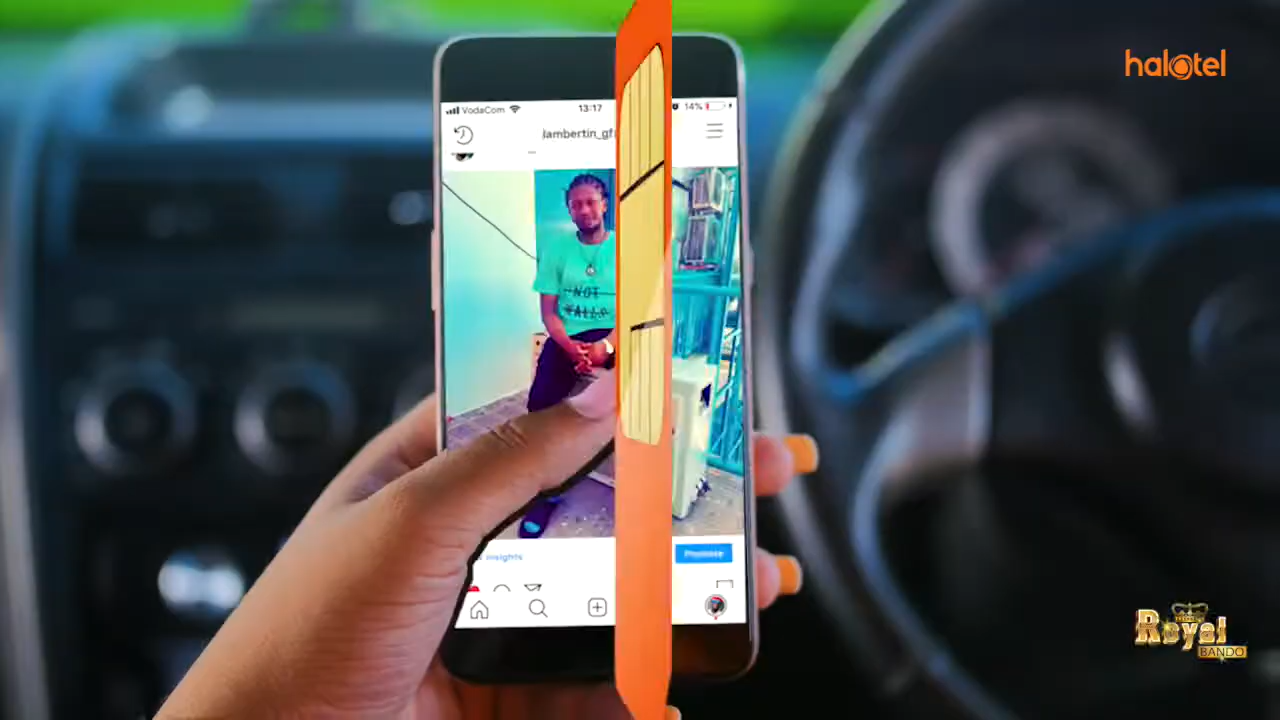 halotel
VodaCom
13:17
14%
lambertin_gf
NOT
insights
Promote
Royal
BANDO